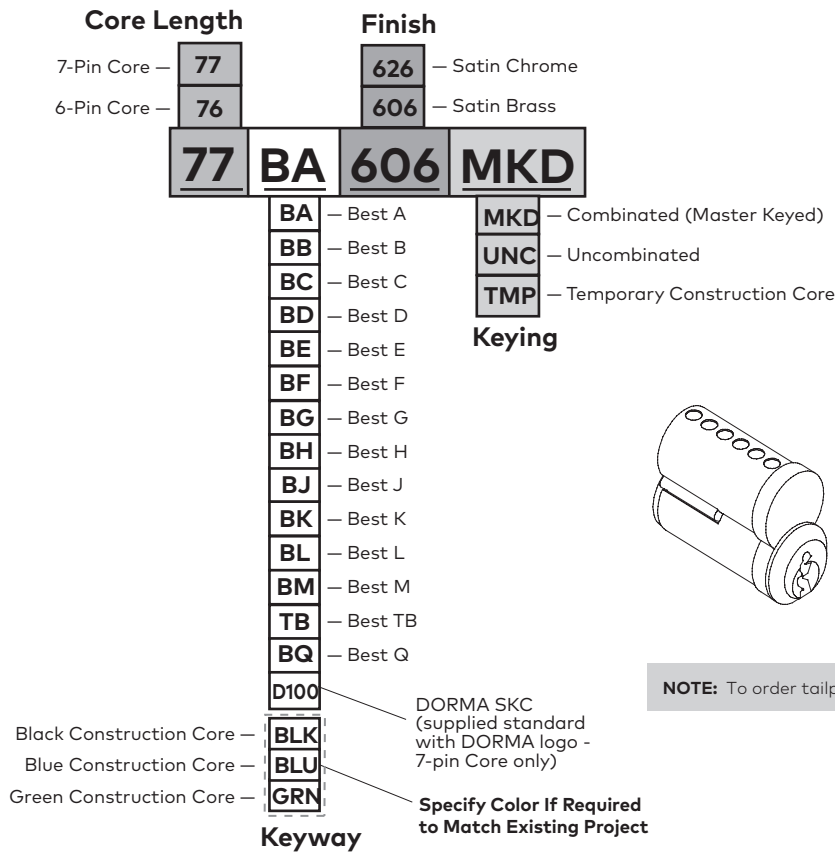 Core Length
Finish
7-Pin Core — 77
626 — Satin Chrome
6-Pin Core — 76
606 — Satin Brass
77 BA 606 MKD
BA — Best A
BB — Best B
BC — Best C
BD — Best D
BE — Best E
BF — Best F
BG — Best G
BH — Best H
BJ — Best J
BK — Best K
BL — Best L
BM — Best M
TB — Best TB
BQ — Best Q
D100
MKD — Combinated (Master Keyed)
UNC — Uncombinated
TMP — Temporary Construction Core
Keying
NOTE: To order
DORMA SKC
(supplied standard
with DORMA logo -
7-pin Core only)
Black Construction Core — BLK
Blue Construction Core — BLU
Green Construction Core — GRN
Specify Color If Required
to Match Existing Project
Keyway